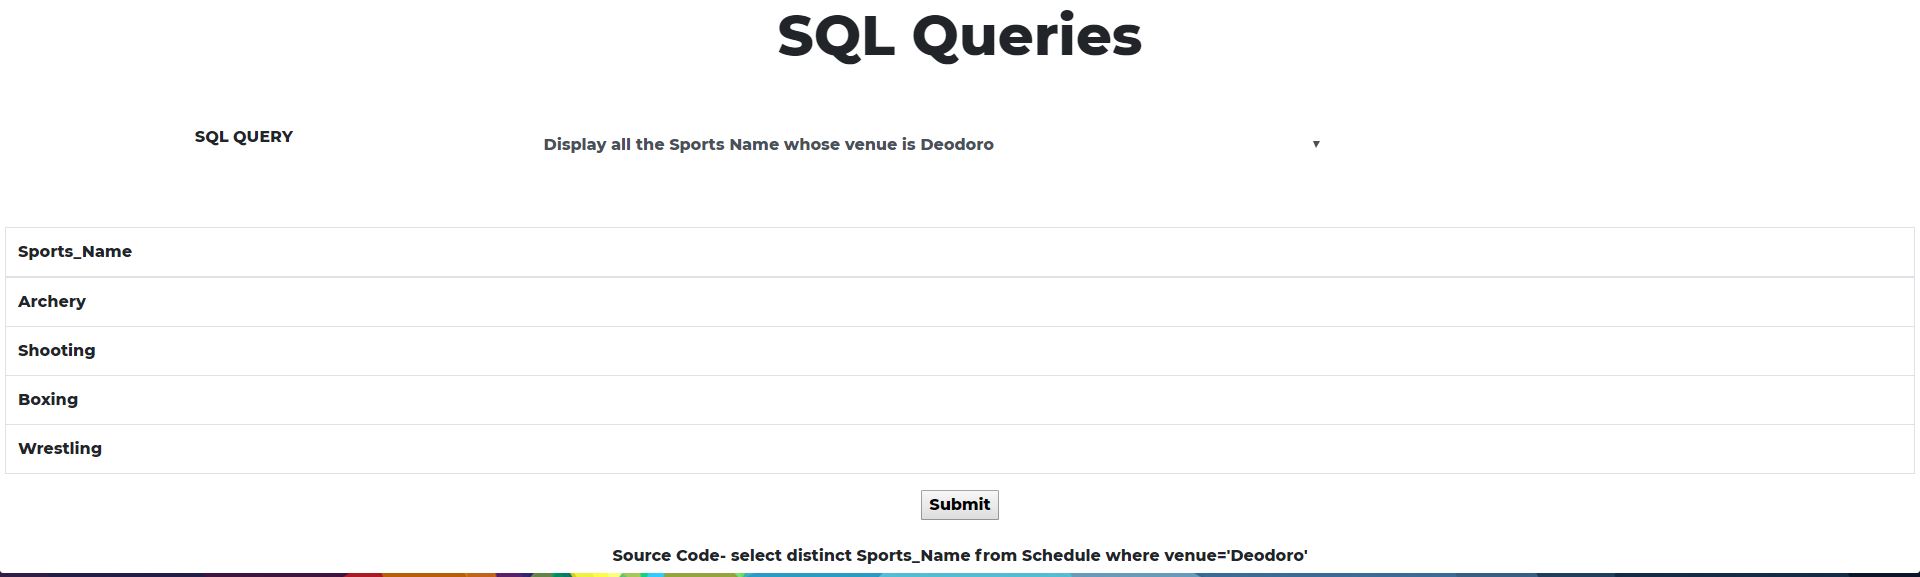 SQL Queries
SQL QUERY
Display all the Sports Name whose venue is Deodoro
Sports_Name
Archery
Shooting
Boxing
Wrestling
Submit
Source Code- select distinct Sports_Name from Schedule where venue='Deodoro'